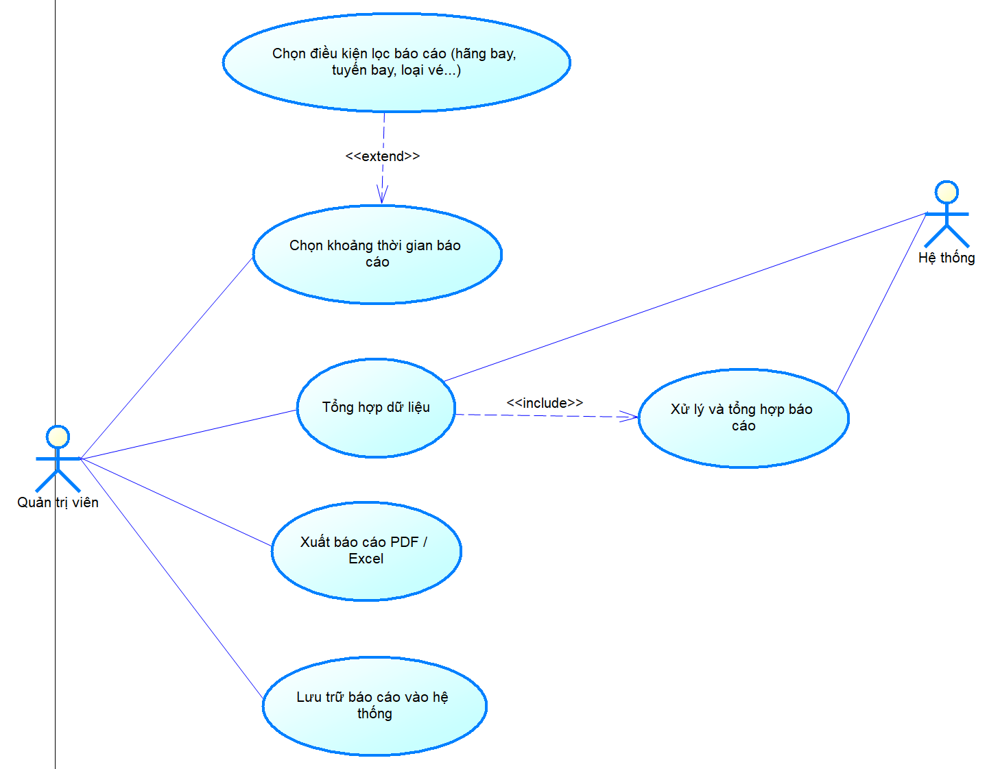 Chọn điều kiện lọc báo cáo (hãng bay,
tuyến bay, loại vé...)
<<extend>>
Chọn khoảng thời gian báo
cáo
Hệ thống
Tổng hợp dữ liệu
<<include>>
Xử lý và tổng hợp báo
cáo
Quản trị viên
Xuất báo cáo PDF /
Excel
Lưu trữ báo cáo vào hệ
thống